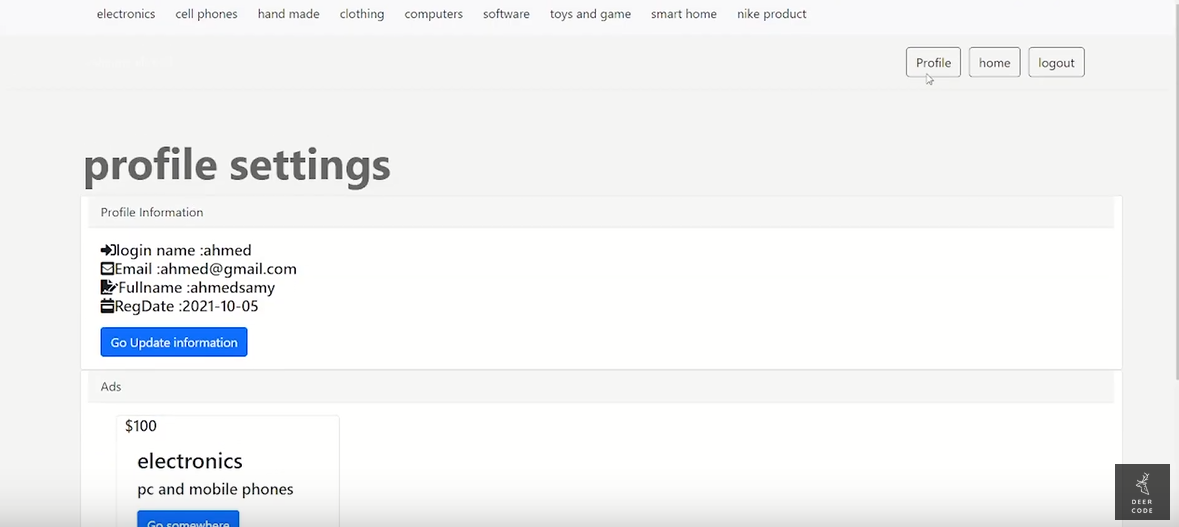 electronics cell phones hand made clothing computers software toys and game smart home nike product
Profile home logout
profile settings
Profile Information
login name :ahmed
Email :ahmed@gmail.com
Fullname :ahmedsamy
RegDate :2021-10-05
Go Update information
Ads
$100
electronics
pc and mobile phones
Go somewhere
DEER
CODE